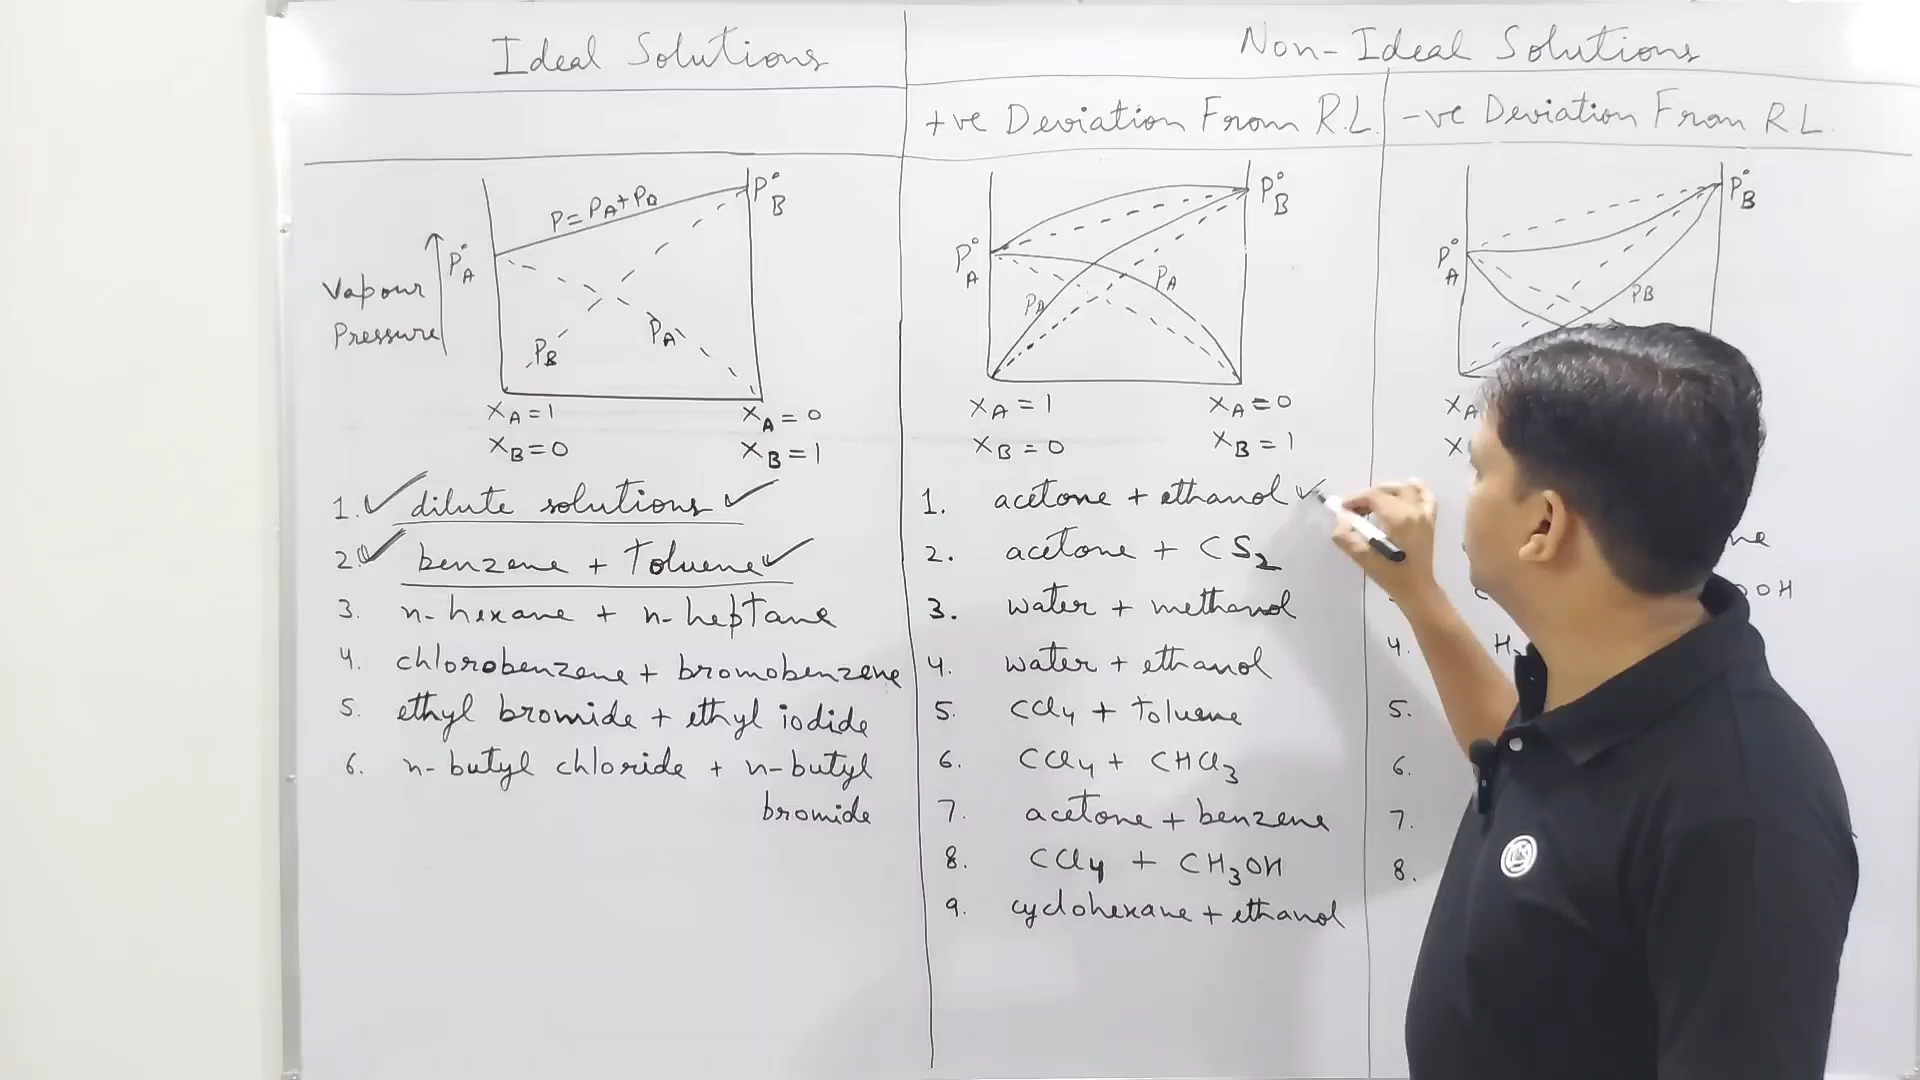 Ideal Solutions
Non-Ideal Solutions
+ve Deviation From R.L.
-ve Deviation From R L.
Vapour
Pressure
P°A
P = PA + PB
P°B
PB
PA
XA = 1
XA = 0
XB = 0
XB = 1
1. ✓ dilute solutions ✓
2. ✓ benzene + Toluene ✓
3. n-hexane + n-heptane
4. chlorobenzene + bromobenzene
5. ethyl bromide + ethyl iodide
6. n-butyl chloride + n-butyl
bromide
P°A
P°B
PA
XA = 1
XA = 0
XB = 0
XB = 1
1. acetone + ethanol ✓
2. acetone + CS2
3. water + methanol
4. water + ethanol
5. CCl4 + toluene
6. CCl4 + CHCl3
7. acetone + benzene
8. CCl4 + CH3OH
9. cyclohexane + ethanol
P°A
P°B
PB
XA
4. H
5.
6.
7.
8.